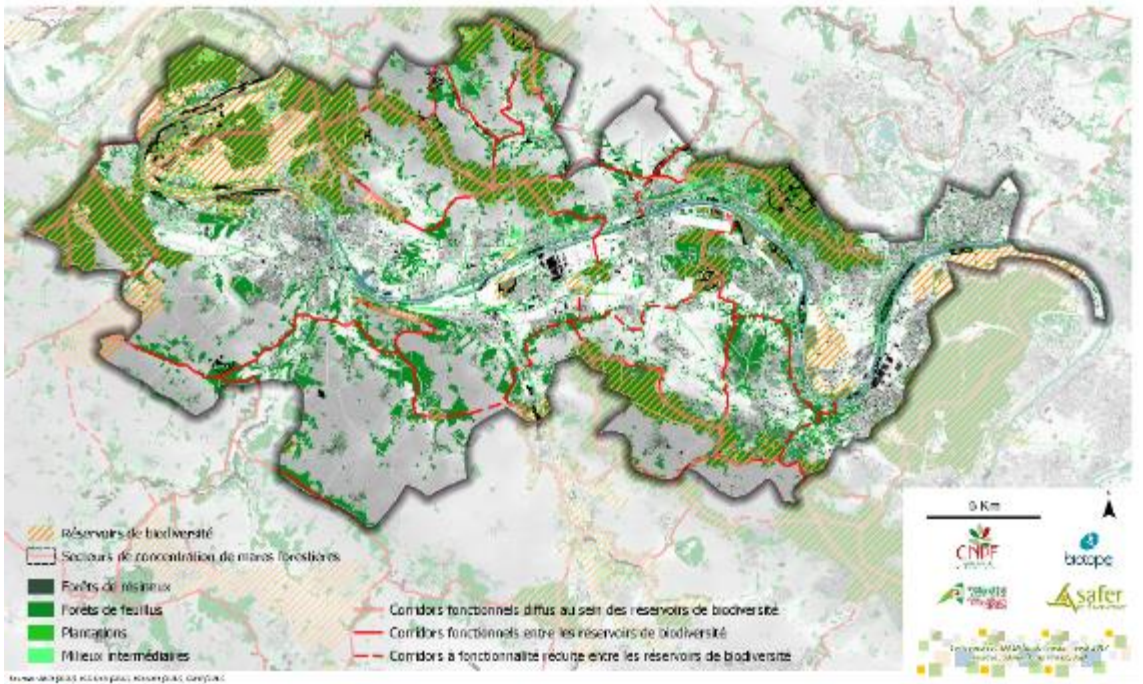 Réservoirs de biodiversité
Secteurs de concentration de mares forestières
Forêts de résineux
Forêts de feuillus
Plantations
Milieux intermédiaires
Corridors fonctionnels diffus au sein des réservoirs de biodiversité
Corridors fonctionnels entre les réservoirs de biodiversité
Corridors à fonctionnalité réduite entre les réservoirs de biodiversité
5 Km
CNPF
biotope
safer